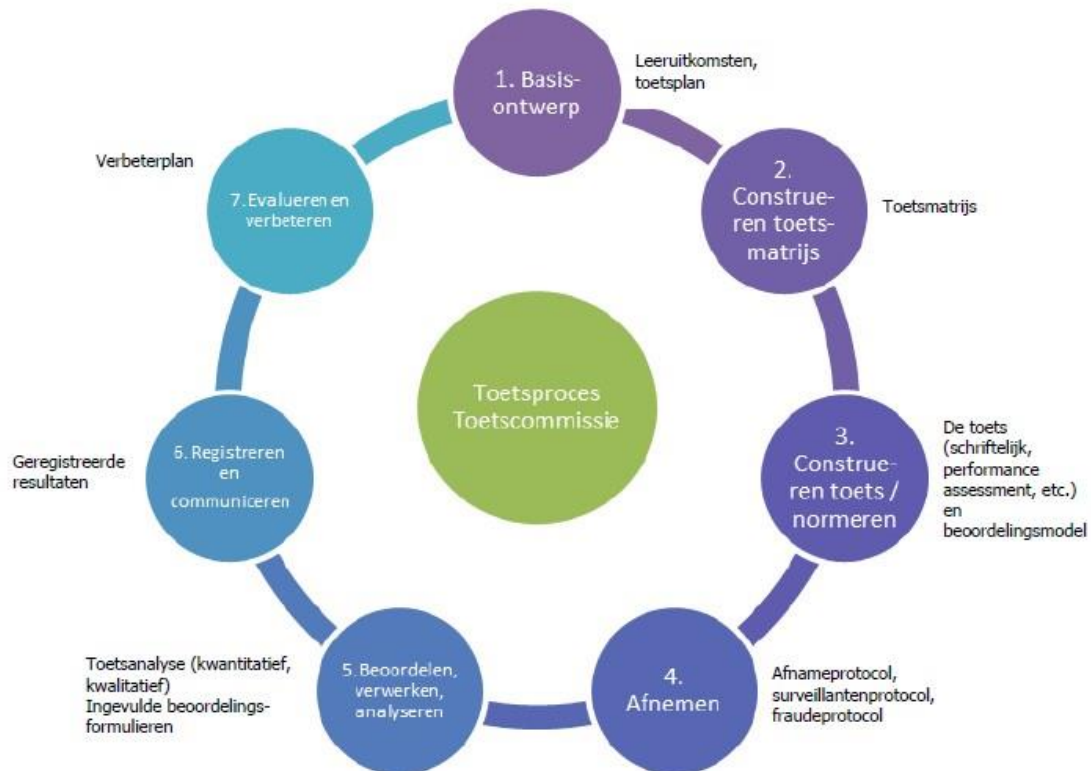 1. Basis-
ontwerp
Leeruitkomsten,
toetsplan
2.
Construe-
ren toets-
matrijs
Toetsmatrijs
3.
Construe-
ren toets /
normeren
De toets
(schriftelijk,
performance
assessment, etc.)
en
beoordelingsmodel
4.
Afnemen
Afnameprotocol,
surveillantenprotocol,
fraudeprotocol
5. Beoordelen,
verwerken,
analyseren
Toetsanalyse (kwantitatief,
kwalitatief)
Ingevulde beoordelings-
formulieren
6. Registreren
en
communiceren
Geregistreerde
resultaten
7. Evalueren en
verbeteren
Verbeterplan
Toetsproces
Toetscommissie